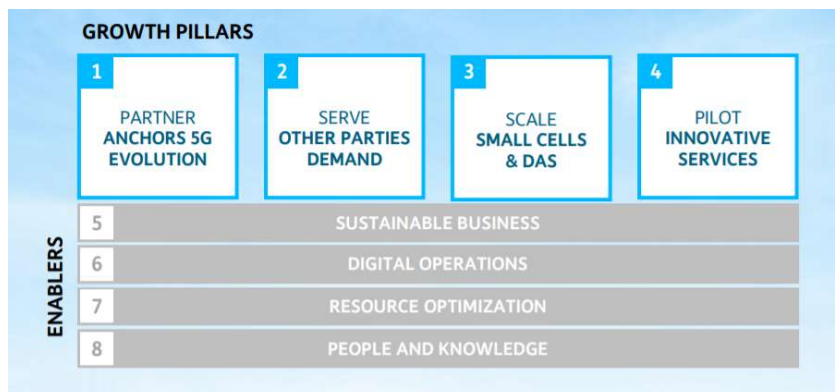 GROWTH PILLARS
1
PARTNER
ANCHORS 5G
EVOLUTION
2
SERVE
OTHER PARTIES
DEMAND
3
SCALE
SMALL CELLS
& DAS
4
PILOT
INNOVATIVE
SERVICES
ENABLERS
5 SUSTAINABLE BUSINESS
6 DIGITAL OPERATIONS
7 RESOURCE OPTIMIZATION
8 PEOPLE AND KNOWLEDGE